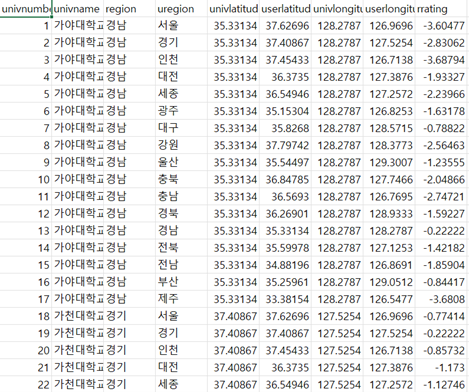 univnumbe univname region uregion univlatitud userlatitud univlongitu userlongitu rrating
1 가야대학교 경남 서울 35.33134 37.62696 128.2787 126.9696 -3.60477
2 가야대학교 경남 경기 35.33134 37.40867 128.2787 127.5254 -2.83062
3 가야대학교 경남 인천 35.33134 37.45433 128.2787 126.7138 -3.68794
4 가야대학교 경남 대전 35.33134 36.3735 128.2787 127.3876 -1.93327
5 가야대학교 경남 세종 35.33134 36.54946 128.2787 127.2572 -2.23966
6 가야대학교 경남 광주 35.33134 35.15304 128.2787 126.8253 -1.63178
7 가야대학교 경남 대구 35.33134 35.8268 128.2787 128.5715 -0.78822
8 가야대학교 경남 강원 35.33134 37.79742 128.2787 128.3773 -2.56463
9 가야대학교 경남 울산 35.33134 35.54497 128.2787 129.3007 -1.23555
10 가야대학교 경남 충북 35.33134 36.84785 128.2787 127.7466 -2.04866
11 가야대학교 경남 충남 35.33134 36.5693 128.2787 126.7695 -2.74721
12 가야대학교 경남 경북 35.33134 36.26901 128.2787 128.9333 -1.59227
13 가야대학교 경남 경남 35.33134 35.33134 128.2787 128.2787 -0.22222
14 가야대학교 경남 전북 35.33134 35.59978 128.2787 127.1253 -1.42182
15 가야대학교 경남 전남 35.33134 34.88196 128.2787 126.8691 -1.85904
16 가야대학교 경남 부산 35.33134 35.25961 128.2787 129.0512 -0.84417
17 가야대학교 경남 제주 35.33134 33.38154 128.2787 126.5477 -3.6808
18 가천대학교 경기 서울 37.40867 37.62696 127.5254 126.9696 -0.77414
19 가천대학교 경기 경기 37.40867 37.40867 127.5254 127.5254 -0.22222
20 가천대학교 경기 인천 37.40867 37.45433 127.5254 126.7138 -0.85732
21 가천대학교 경기 대전 37.40867 36.3735 127.5254 127.3876 -1.173
22 가천대학교 경기 세종 37.40867 36.54946 127.5254 127.2572 -1.12746